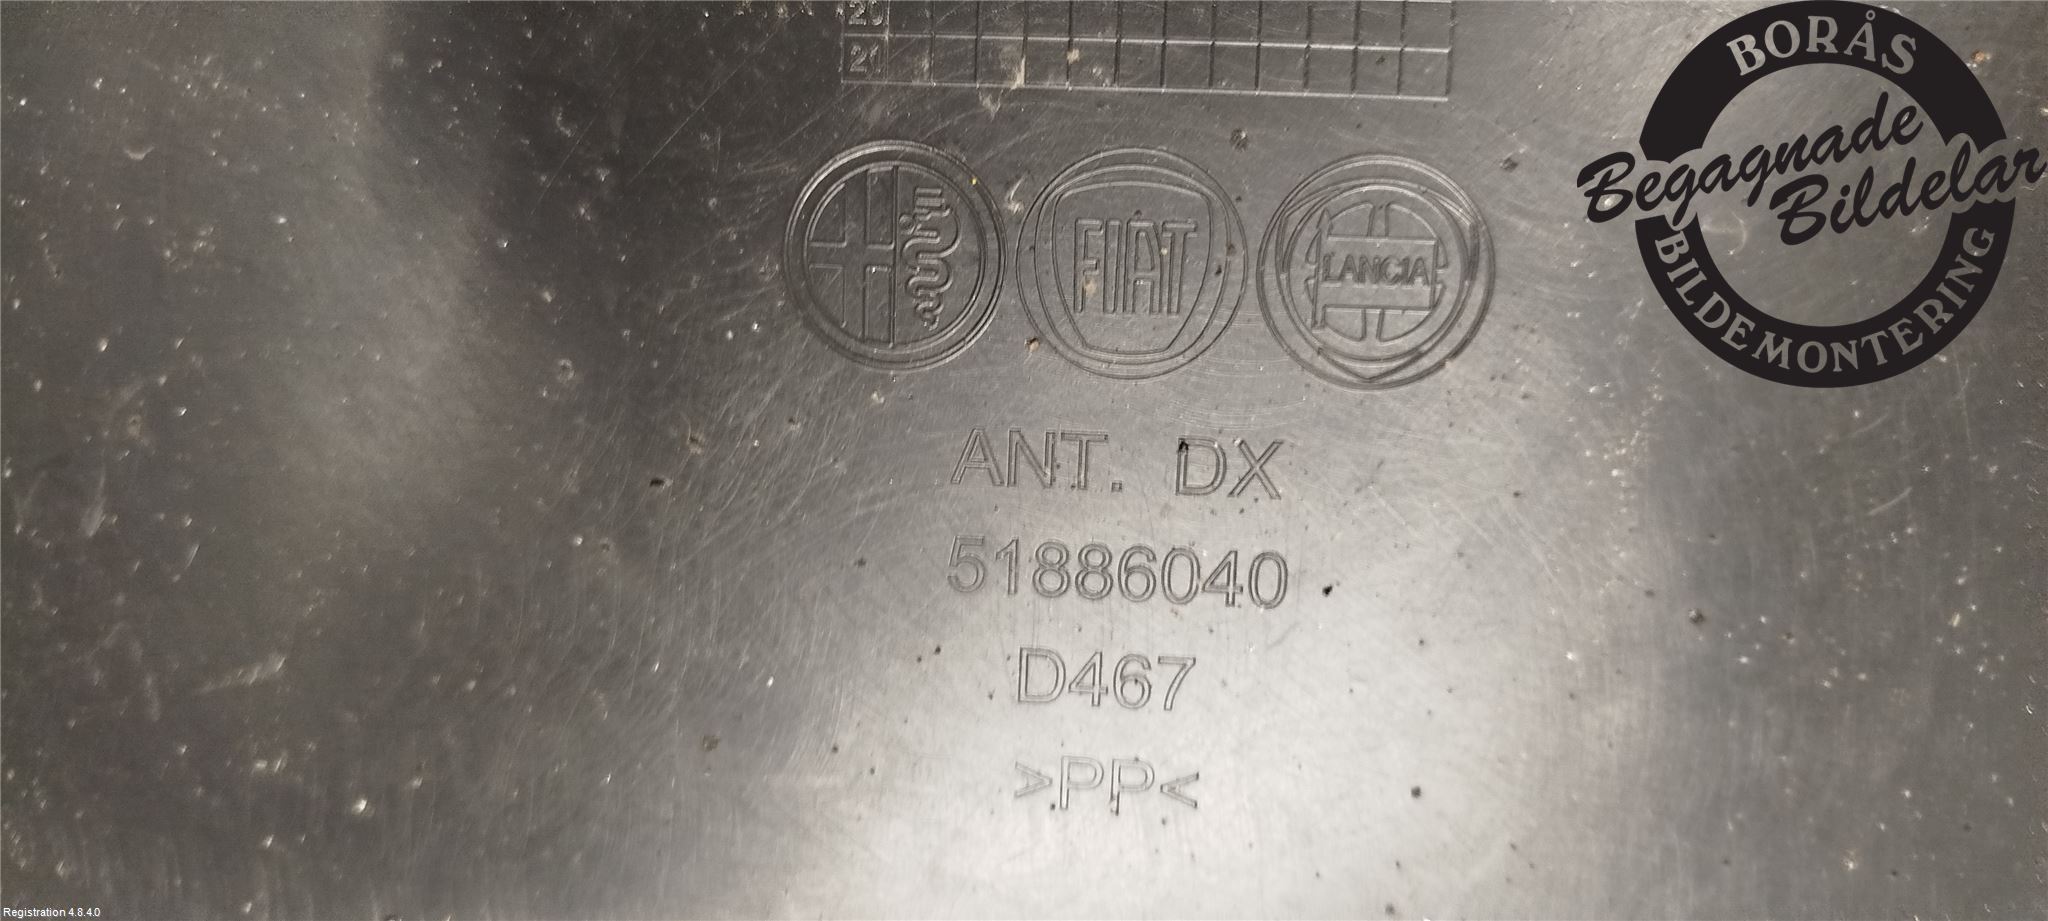 20
21
FIAT
LANCIA
ANT. DX
51886040
D467
>PP<
BORÅS
Begagnade
Bildelar
BILDEMONTERING
Registration 4.8.4.0